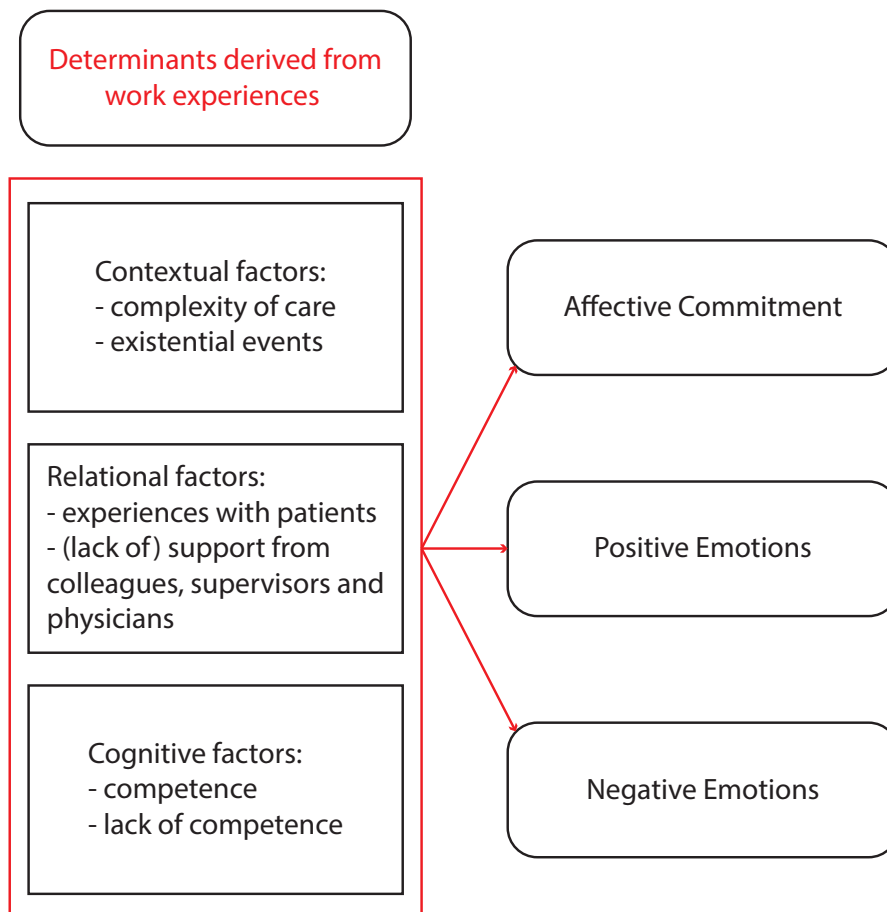 Determinants derived from
work experiences
Contextual factors:
- complexity of care
- existential events
Relational factors:
- experiences with patients
- (lack of) support from
colleagues, supervisors and
physicians
Cognitive factors:
- competence
- lack of competence
Affective Commitment
Positive Emotions
Negative Emotions